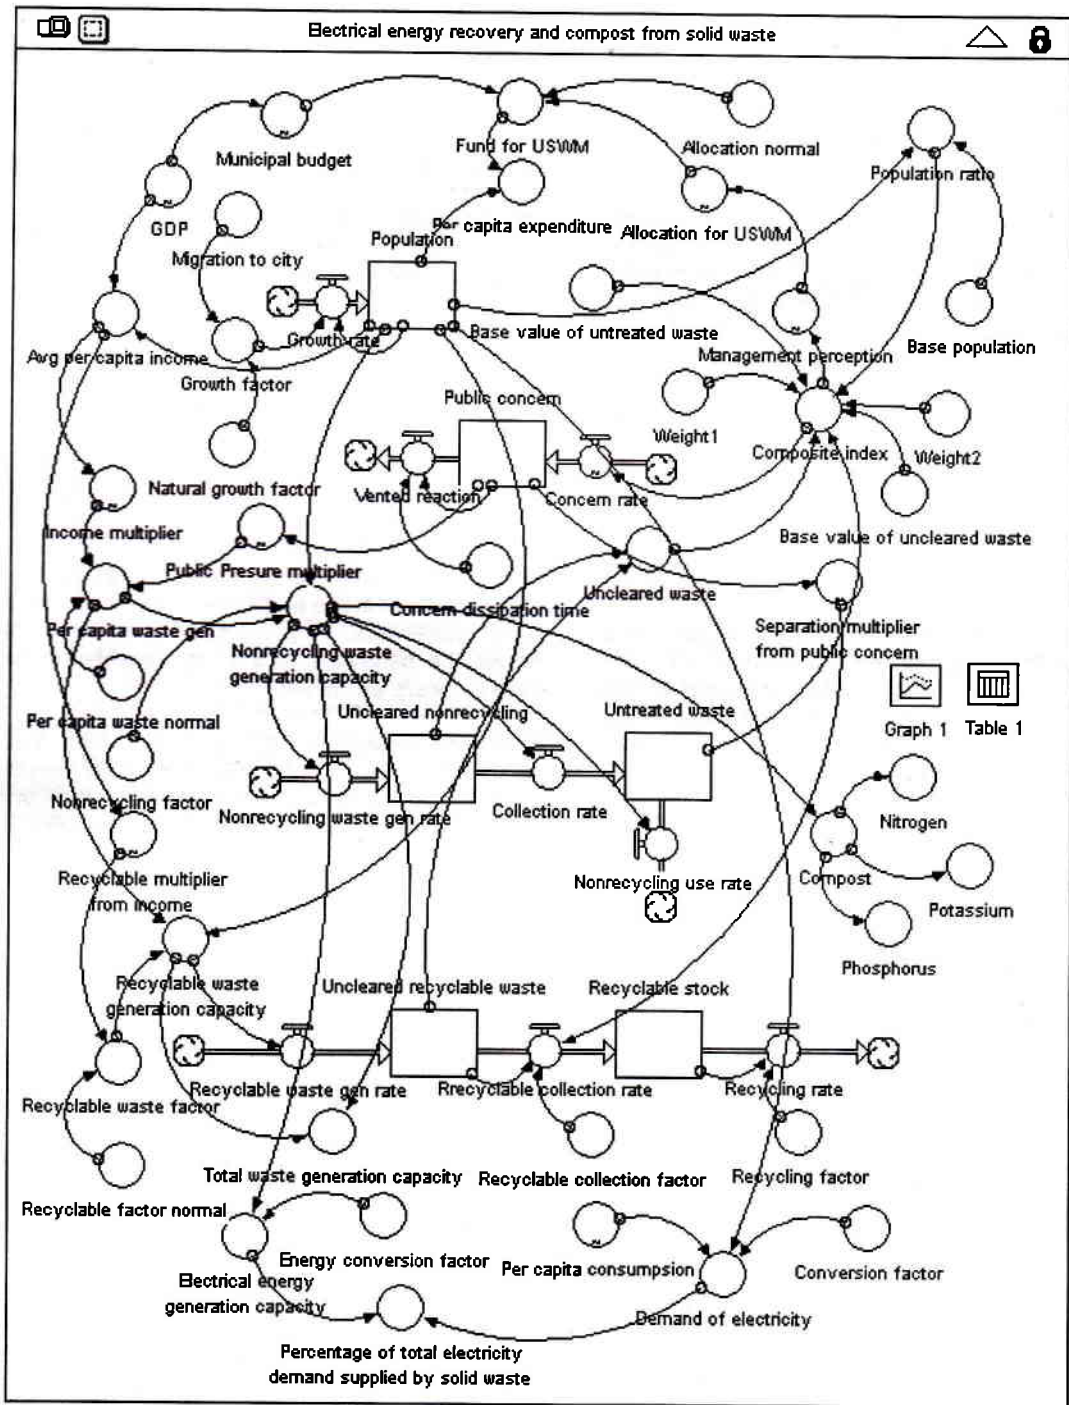 Electrical energy recovery and compost from solid waste
Municipal budget
Fund for USWM
Allocation normal
Population ratio
GDP
Per capita expenditure
Allocation for USWM
Population
Migration to city
Growth rate
Base value of untreated waste
Base population
Avg per capita income
Growth factor
Management perception
Public concern
Weight1
Composite index
Weight2
Natural growth factor
Vented reaction
Concern rate
Income multiplier
Base value of uncleared waste
Public Presure multiplier
Concern dissipation time
Uncleared waste
Per capita waste gen
Separation multiplier
from public concern
Nonrecycling waste
generation capacity
Per capita waste normal
Uncleared nonrecycling
Untreated waste
Graph 1
Table 1
Nonrecycling factor
Nonrecycling waste gen rate
Collection rate
Nitrogen
Recyclable multiplier
from income
Nonrecycling use rate
Compost
Potassium
Phosphorus
Recyclable waste
generation capacity
Uncleared recyclable waste
Recyclable stock
Recyclable waste factor
Recyclable waste gen rate
Rrecyclable collection rate
Recycling rate
Total waste generation capacity
Recyclable collection factor
Recycling factor
Recyclable factor normal
Energy conversion factor
Per capita consumpsion
Conversion factor
Electrical energy
generation capacity
Demand of electricity
Percentage of total electricity
demand supplied by solid waste